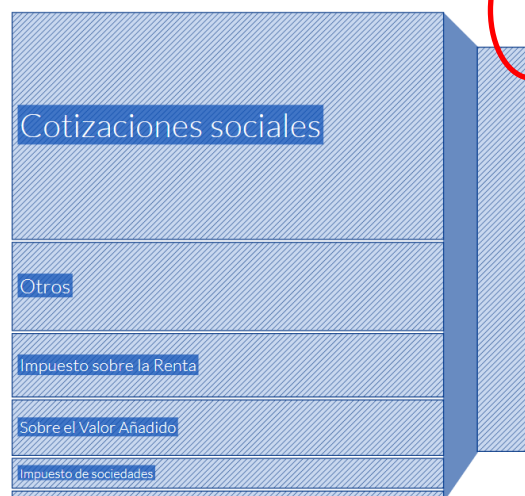 Cotizaciones sociales
Otros
Impuesto sobre la Renta
Sobre el Valor Añadido
Impuesto de sociedades